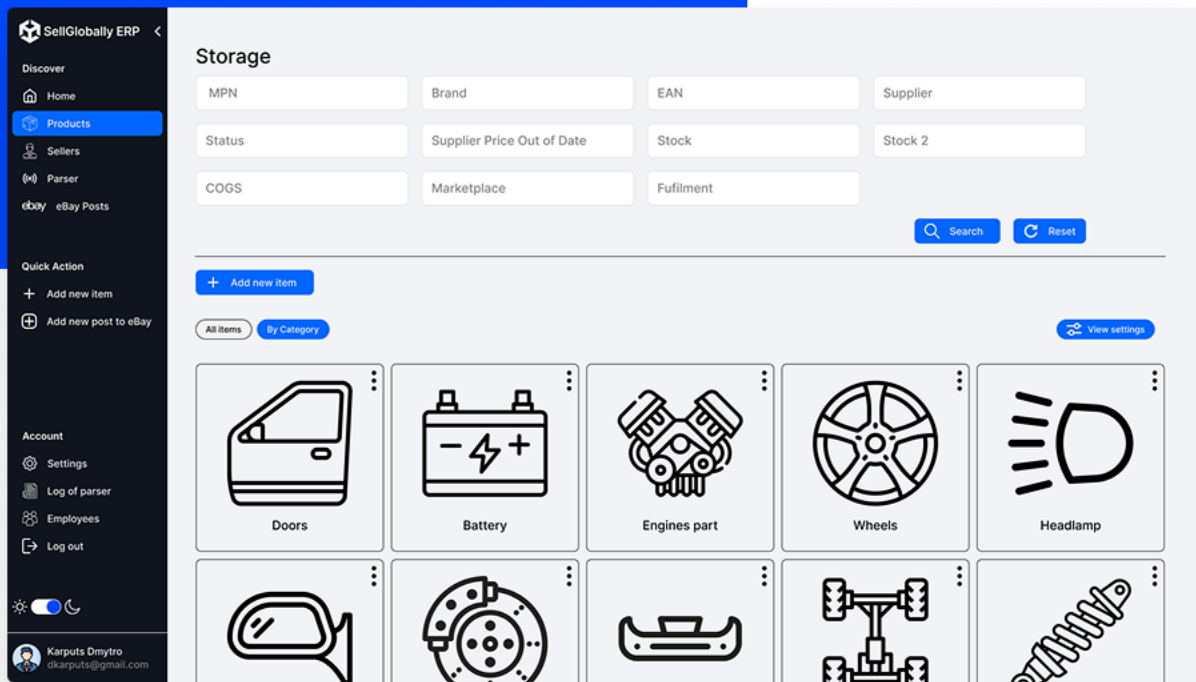 SellGlobally ERP
Discover
Home
Products
Sellers
Parser
ebay eBay Posts
Quick Action
Add new item
Add new post to eBay
Account
Settings
Log of parser
Employees
Log out
Karputs Dmytro
dkarputs@gmail.com
Storage
MPN Brand EAN Supplier
Status Supplier Price Out of Date Stock Stock 2
COGS Marketplace Fufilment
Search Reset
Add new item
All items By Category View settings
Doors Battery Engines part Wheels Headlamp